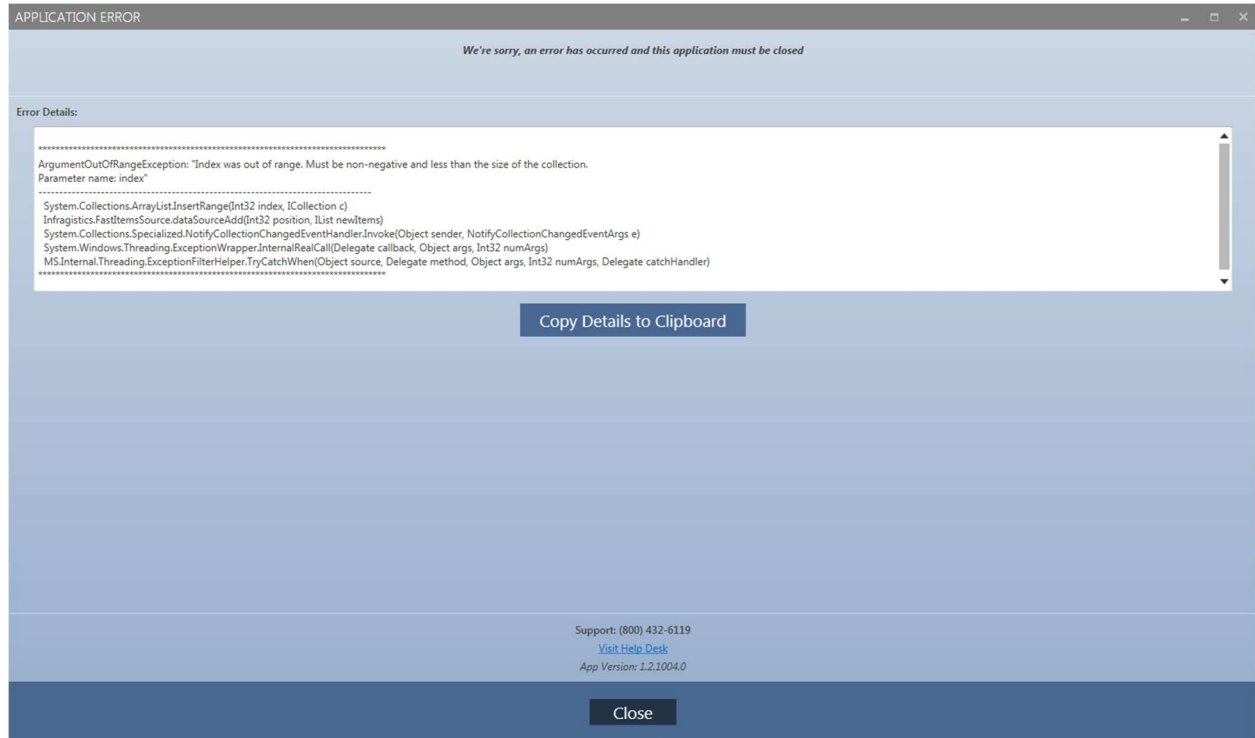 APPLICATION ERROR
We're sorry, an error has occurred and this application must be closed
Error Details:
********************************************************************************
ArgumentOutOfRangeException: "Index was out of range. Must be non-negative and less than the size of the collection.
Parameter name: index"
--------------------------------------------------------------------------------
System.Collections.ArrayList.InsertRange(Int32 index, ICollection c)
Infragistics.FastItemsSource.dataSourceAdd(Int32 position, IList newItems)
System.Collections.Specialized.NotifyCollectionChangedEventHandler.Invoke(Object sender, NotifyCollectionChangedEventArgs e)
System.Windows.Threading.ExceptionWrapper.InternalRealCall(Delegate callback, Object args, Int32 numArgs)
MS.Internal.Threading.ExceptionFilterHelper.TryCatchWhen(Object source, Delegate method, Object args, Int32 numArgs, Delegate catchHandler)
********************************************************************************
Copy Details to Clipboard
Support: (800) 432-6119
Visit Help Desk
App Version: 1.2.1004.0
Close